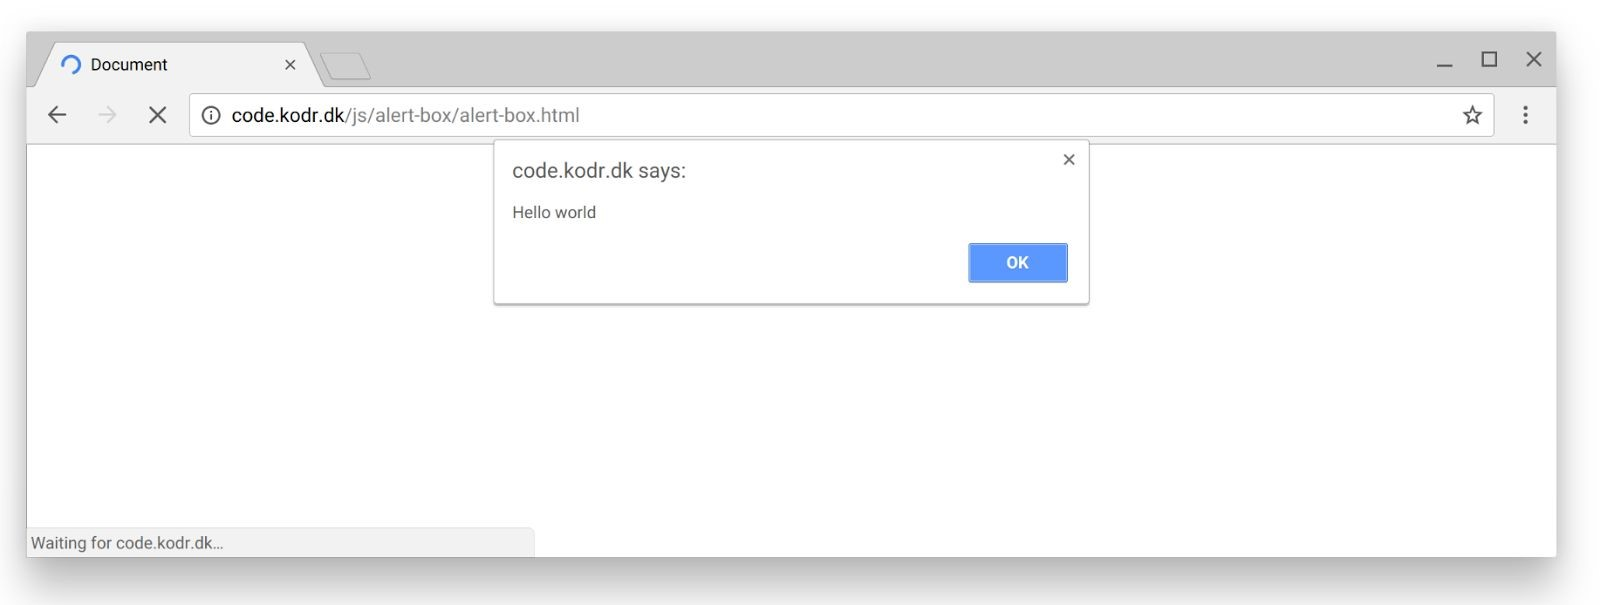 Document
code.kodr.dk/js/alert-box/alert-box.html
code.kodr.dk says:
Hello world
OK
Waiting for code.kodr.dk...